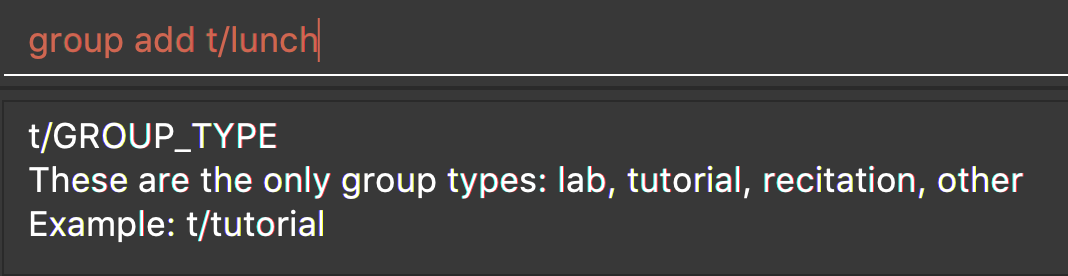 group add t/lunch
t/GROUP_TYPE
These are the only group types: lab, tutorial, recitation, other
Example: t/tutorial